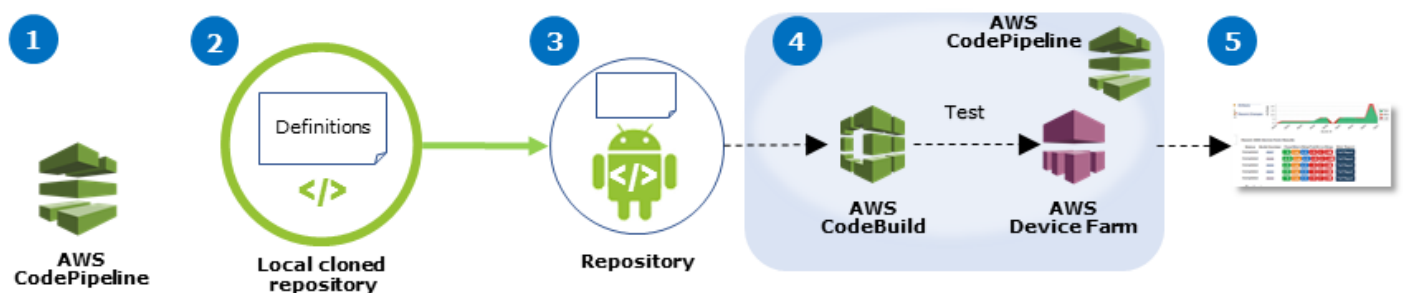 1
2
3
4
5
AWS
CodePipeline
Definitions
</>
Local cloned
repository
</>
Repository
AWS
CodePipeline
Test
AWS
CodeBuild
AWS
Device Farm